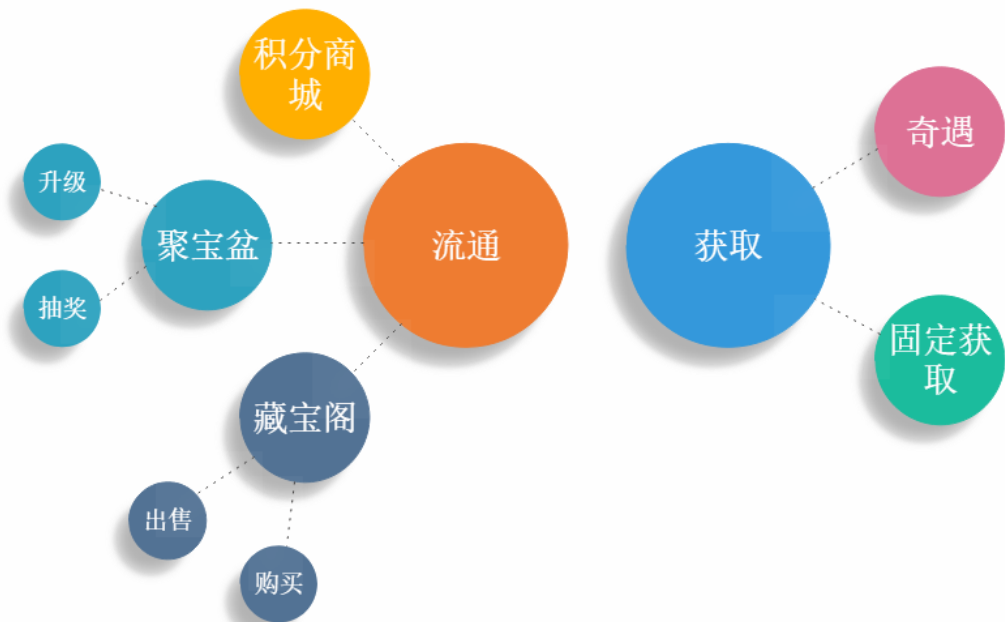 积分商
城
奇遇
升级
聚宝盆
流通
获取
抽奖
固定获
取
藏宝阁
出售
购买